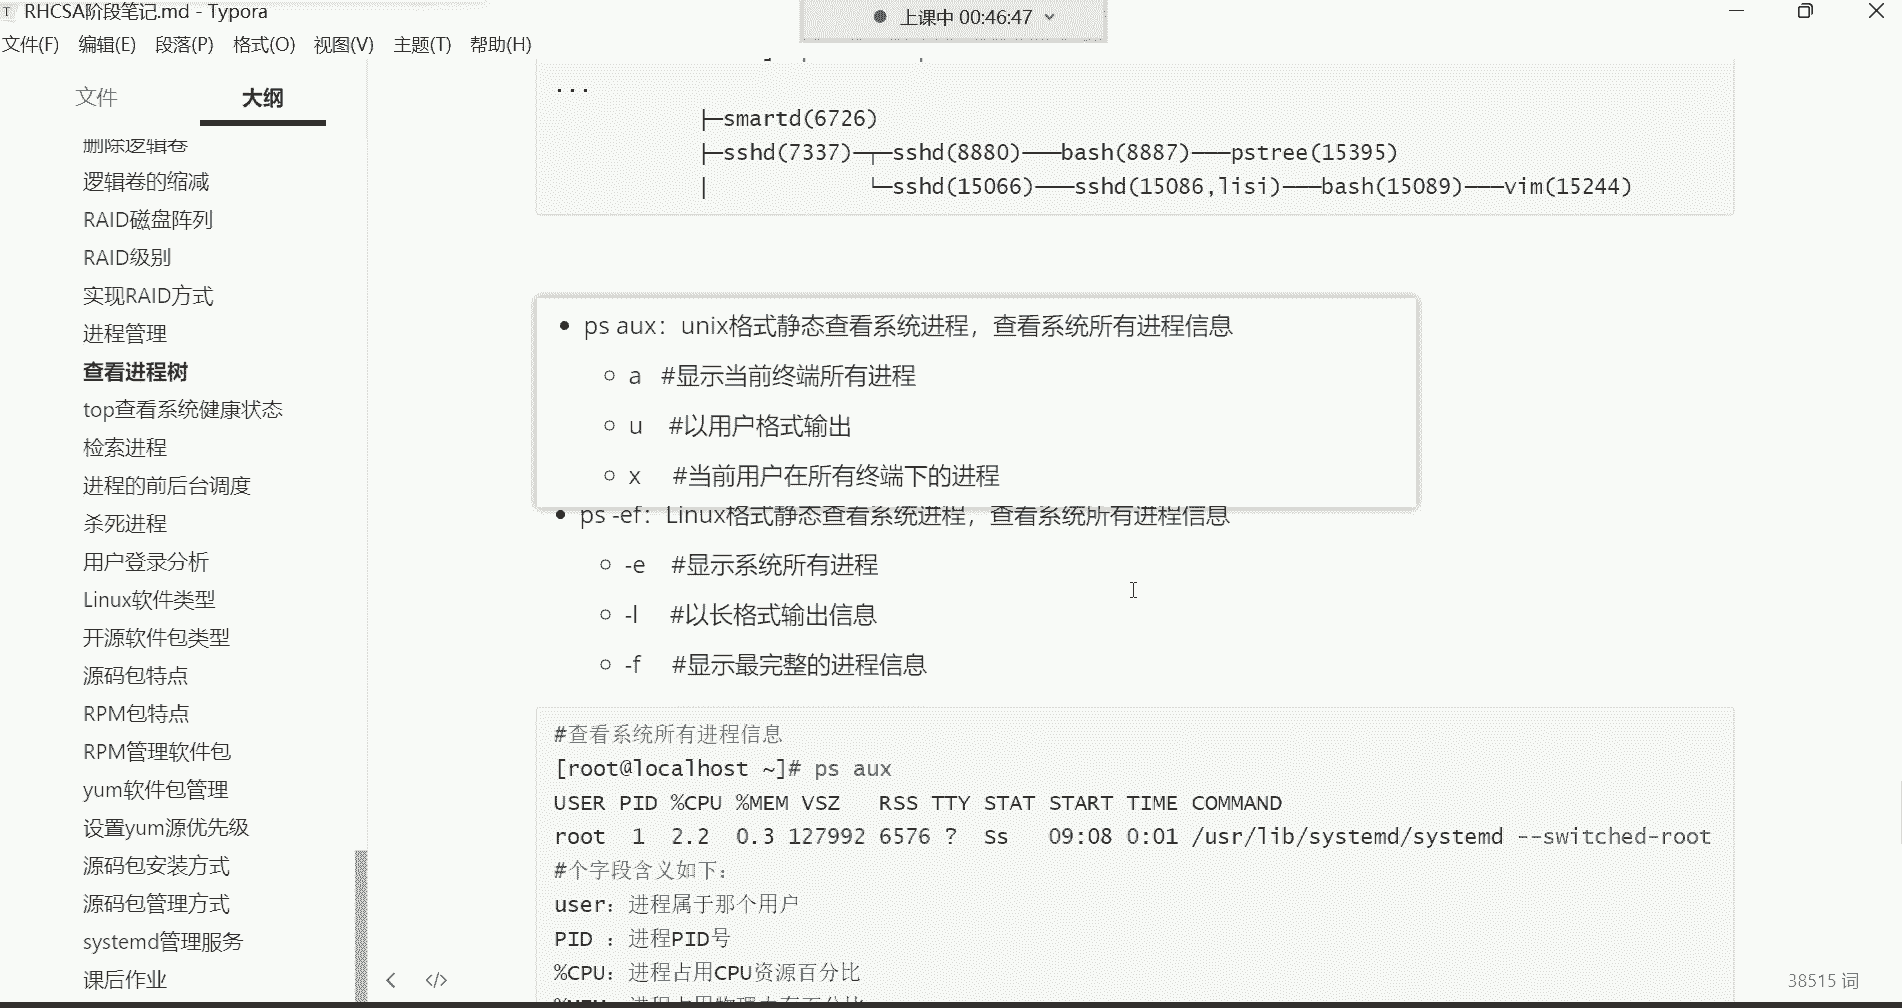 RHCSA阶段笔记.md - Typora
上课中 00:46:47
文件(F) 编辑(E) 段落(P) 格式(O) 视图(V) 主题(T) 帮助(H)
文件 大纲
删除逻辑卷
逻辑卷的缩减
RAID磁盘阵列
RAID级别
实现RAID方式
进程管理
查看进程树
top查看系统健康状态
检索进程
进程的前后台调度
杀死进程
用户登录分析
Linux软件类型
开源软件包类型
源码包特点
RPM包特点
RPM管理软件包
yum软件包管理
设置yum源优先级
源码包安装方式
源码包管理方式
systemd管理服务
课后作业
...
├─smartd(6726)
├─sshd(7337)─┬─sshd(8880)───bash(8887)───pstree(15395)
│            └─sshd(15066)───sshd(15086,lisi)───bash(15089)───vim(15244)
• ps aux：unix格式静态查看系统进程，查看系统所有进程信息
○ a #显示当前终端所有进程
○ u #以用户格式输出
○ x #当前用户在所有终端下的进程
• ps -ef：Linux格式静态查看系统进程，查看系统所有进程信息
○ -e #显示系统所有进程
○ -l #以长格式输出信息
○ -f #显示最完整的进程信息
#查看系统所有进程信息
[root@localhost ~]# ps aux
USER PID %CPU %MEM VSZ RSS TTY STAT START TIME COMMAND
root 1 2.2 0.3 127992 6576 ? Ss 09:08 0:01 /usr/lib/systemd/systemd --switched-root
#个字段含义如下：
user：进程属于那个用户
PID ：进程PID号
%CPU：进程占用CPU资源百分比
%MEM：进程占用物理内存百分比
38515 词